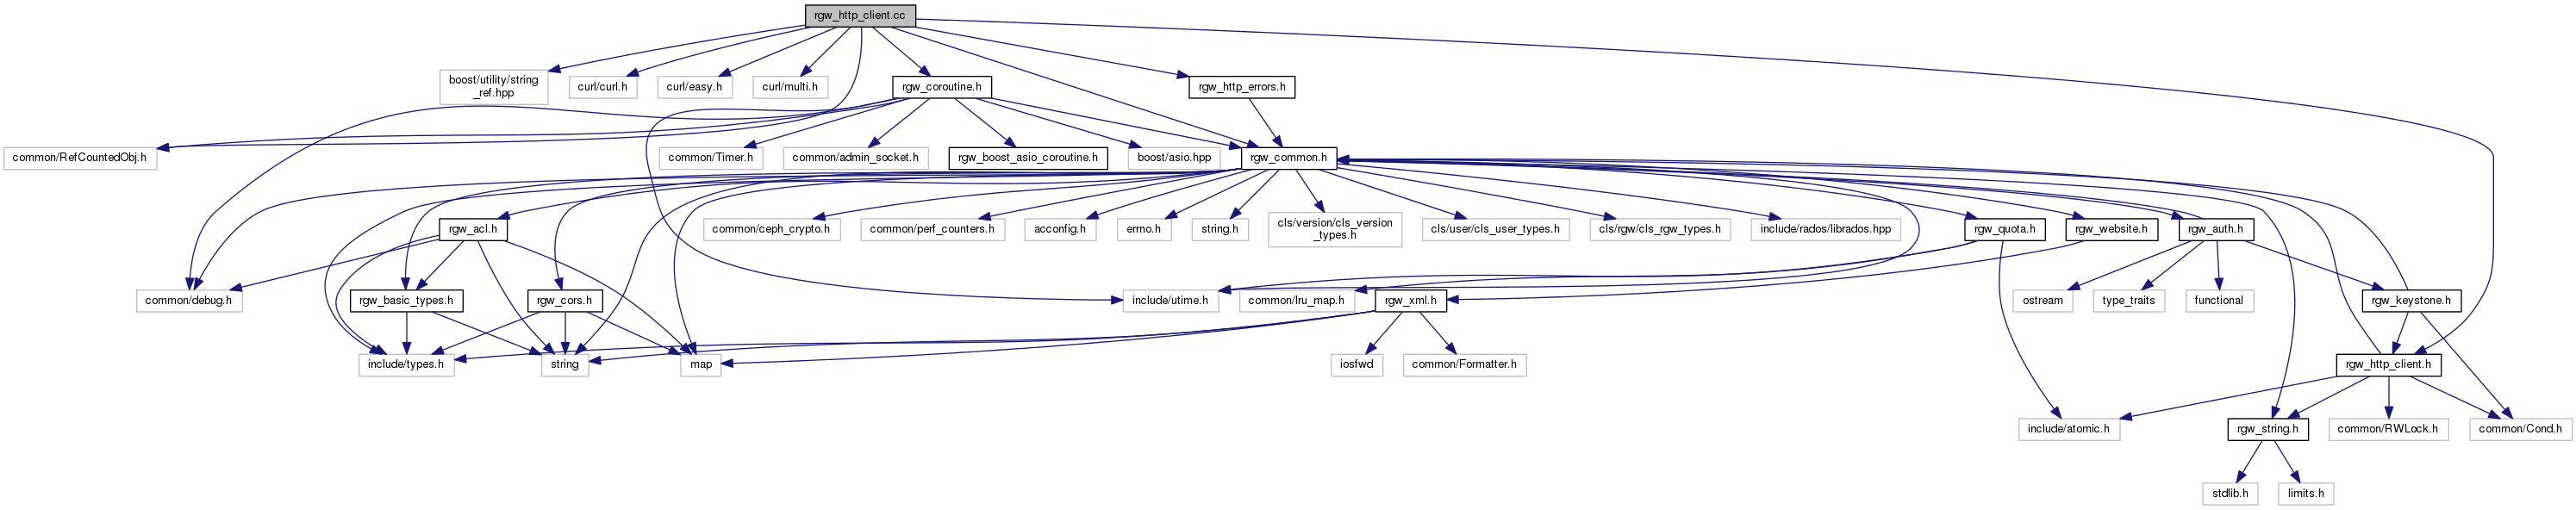 rgw_http_client.cc
boost/utility/string
_ref.hpp
curl/curl.h
curl/easy.h
curl/multi.h
rgw_coroutine.h
rgw_http_errors.h
common/RefCountedObj.h
common/Timer.h
common/admin_socket.h
rgw_boost_asio_coroutine.h
boost/asio.hpp
rgw_common.h
rgw_acl.h
common/ceph_crypto.h
common/perf_counters.h
acconfig.h
errno.h
string.h
cls/version/cls_version
_types.h
cls/user/cls_user_types.h
cls/rgw/cls_rgw_types.h
include/rados/librados.hpp
rgw_quota.h
rgw_website.h
rgw_auth.h
common/debug.h
rgw_basic_types.h
rgw_cors.h
include/utime.h
common/lru_map.h
rgw_xml.h
ostream
type_traits
functional
rgw_keystone.h
include/types.h
string
map
iosfwd
common/Formatter.h
rgw_http_client.h
include/atomic.h
rgw_string.h
common/RWLock.h
common/Cond.h
stdlib.h
limits.h